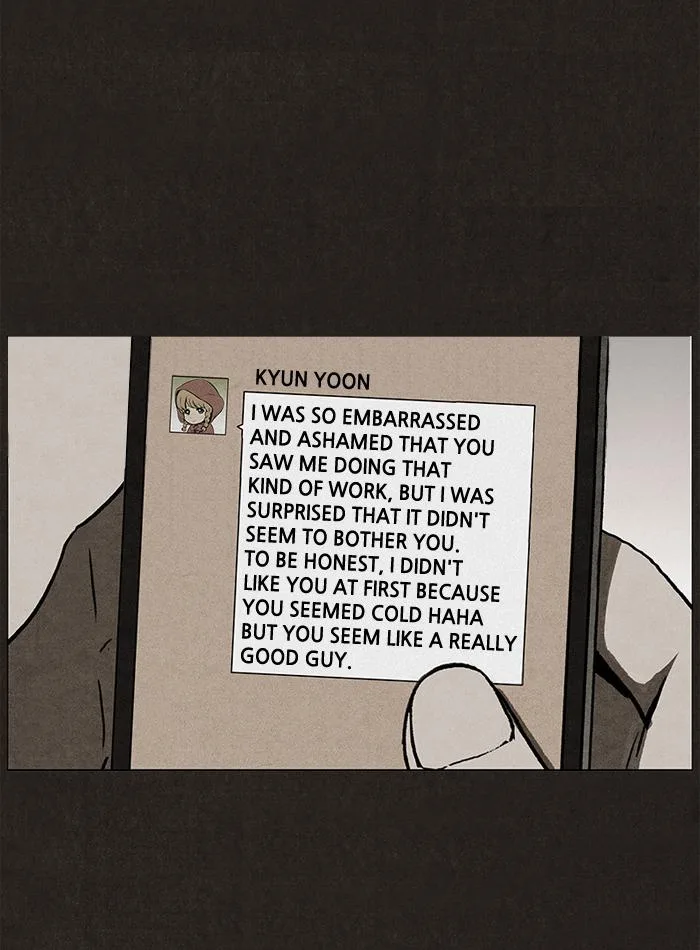 KYUN YOON
I WAS SO EMBARRASSED
AND ASHAMED THAT YOU
SAW ME DOING THAT
KIND OF WORK, BUT I WAS
SURPRISED THAT IT DIDN'T
SEEM TO BOTHER YOU.
TO BE HONEST, I DIDN'T
LIKE YOU AT FIRST BECAUSE
YOU SEEMED COLD HAHA
BUT YOU SEEM LIKE A REALLY
GOOD GUY.